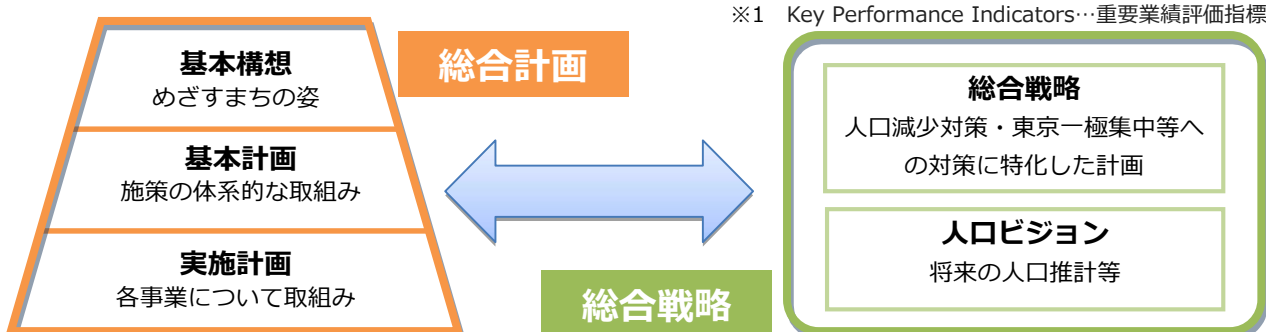 ※1 Key Performance Indicators…重要業績評価指標
総合計画
基本構想
めざすまちの姿
基本計画
施策の体系的な取組み
実施計画
各事業について取組み
総合戦略
人口減少対策・東京一極集中等へ
の対策に特化した計画
人口ビジョン
将来の人口推計等
総合戦略